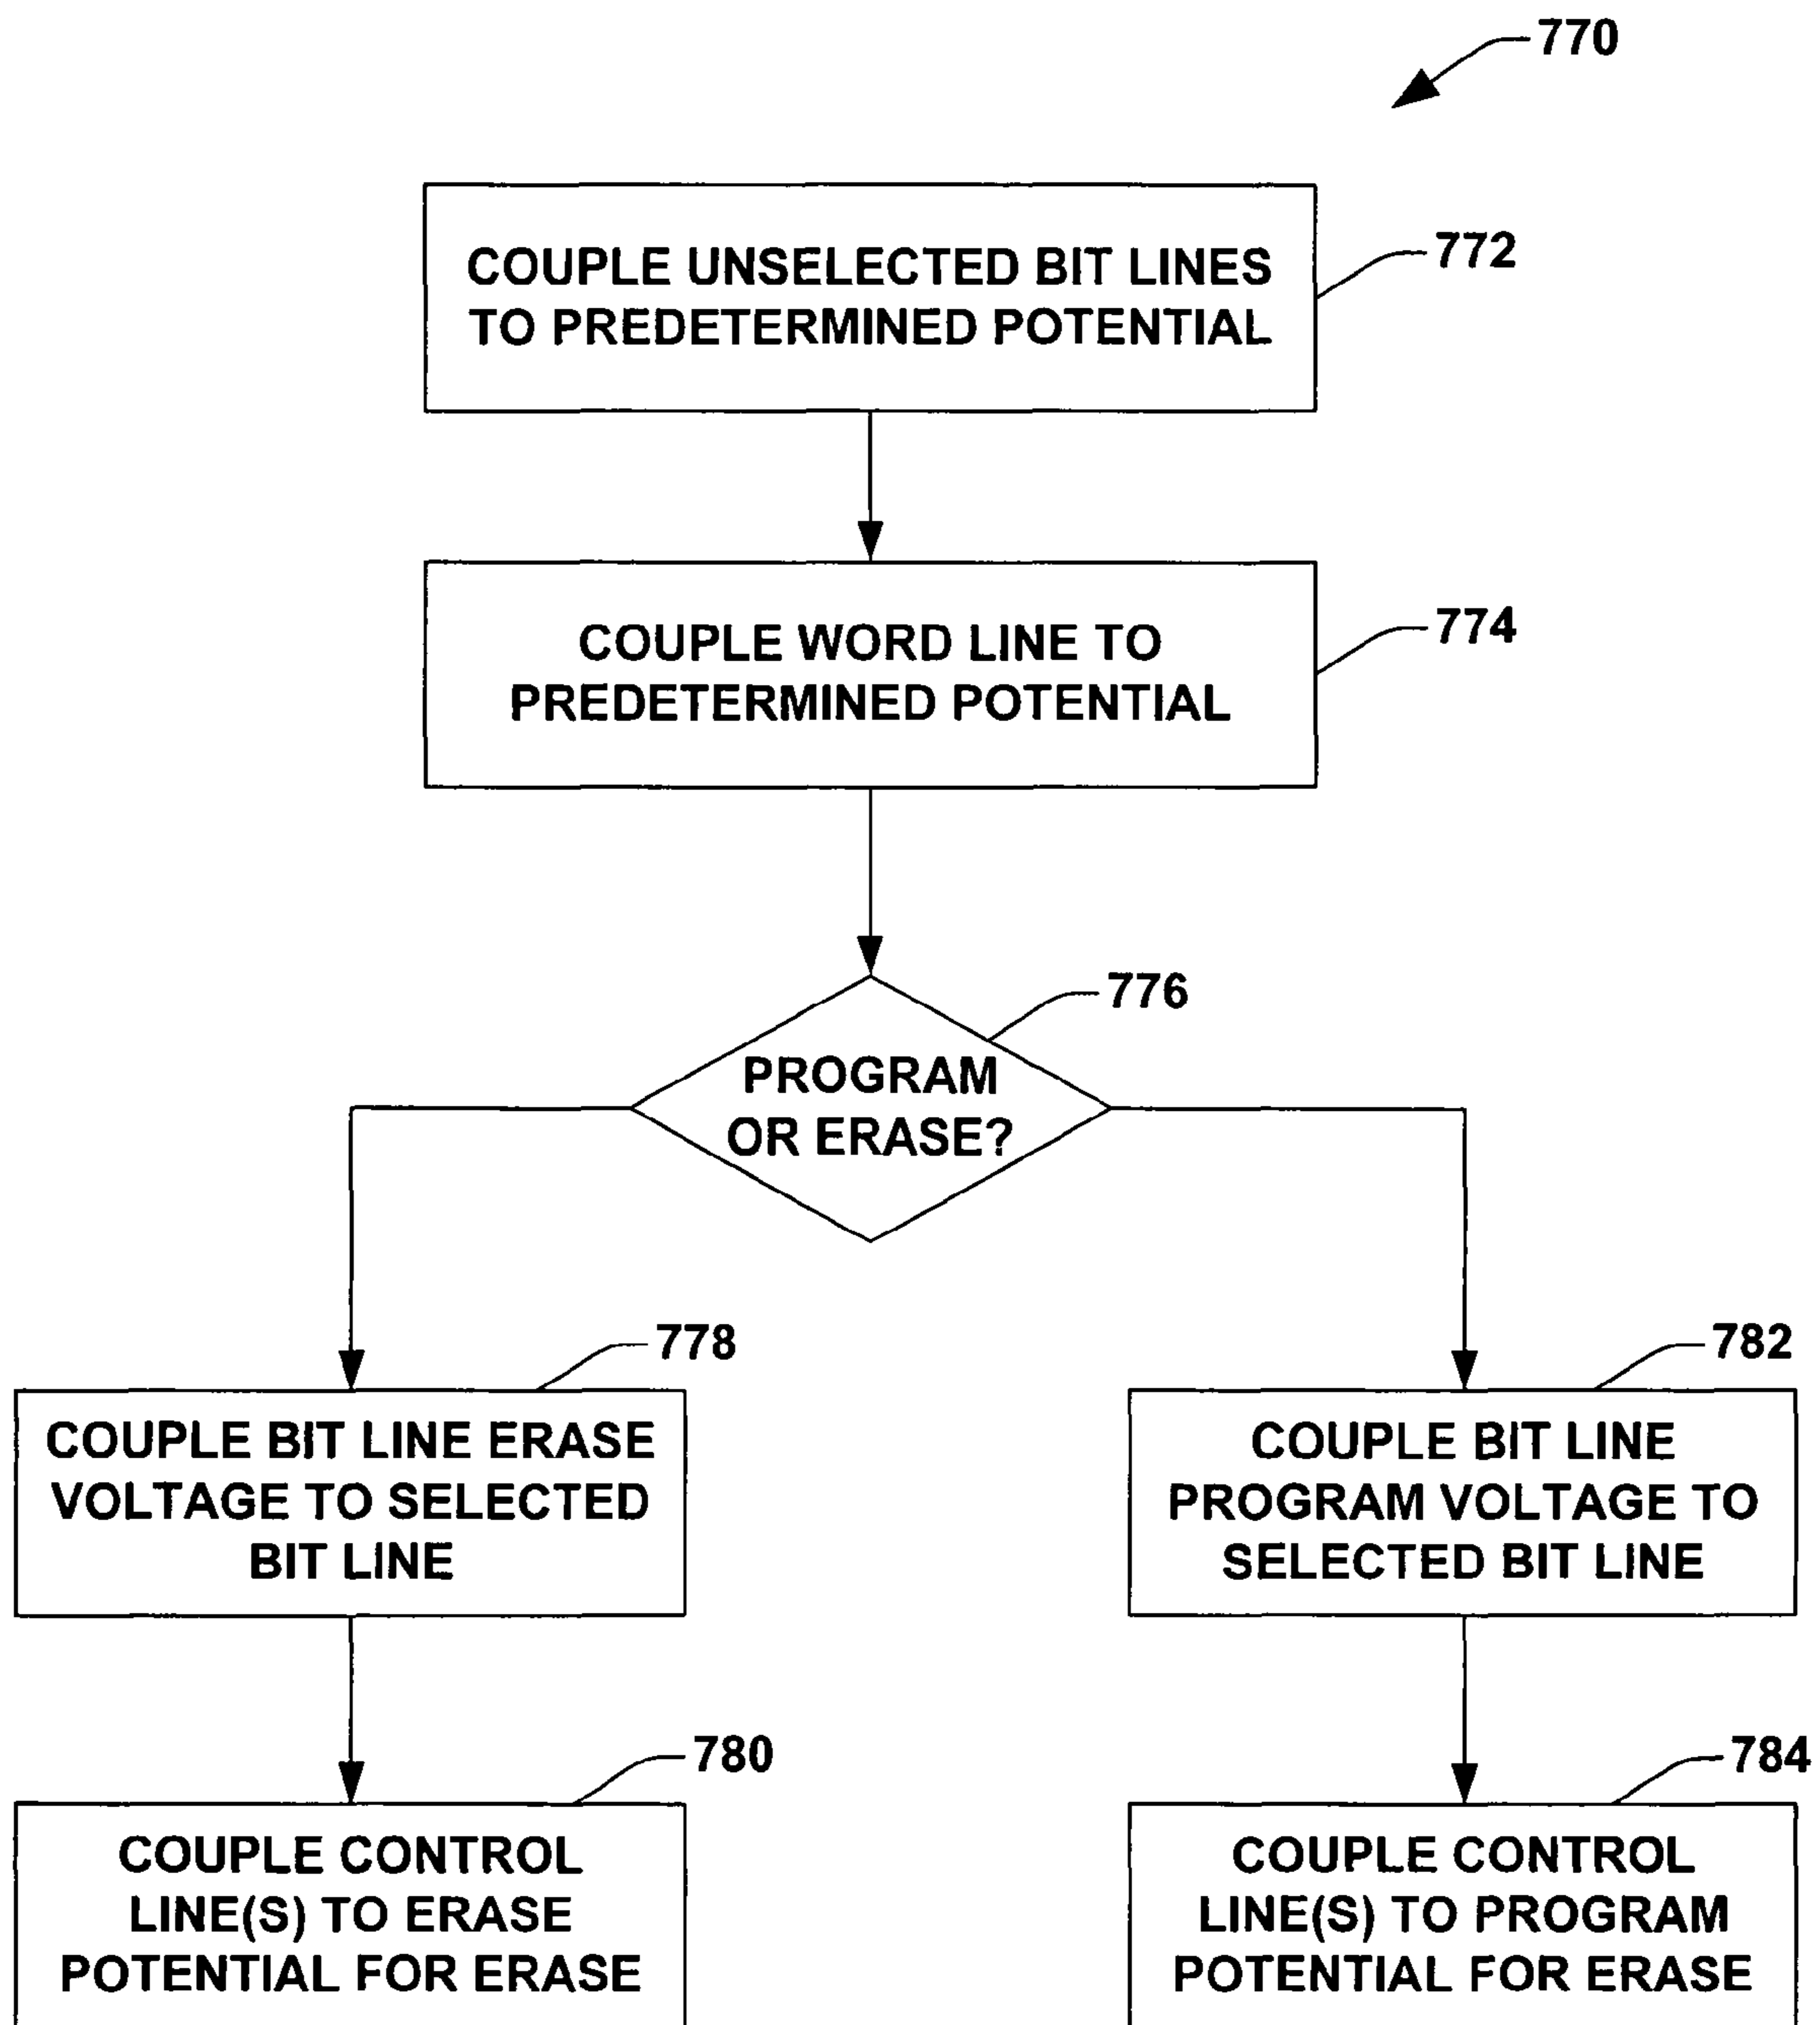 770
COUPLE UNSELECTED BIT LINES
TO PREDETERMINED POTENTIAL
772
COUPLE WORD LINE TO
PREDETERMINED POTENTIAL
774
776
PROGRAM
OR ERASE?
778
COUPLE BIT LINE ERASE
VOLTAGE TO SELECTED
BIT LINE
782
COUPLE BIT LINE
PROGRAM VOLTAGE TO
SELECTED BIT LINE
780
COUPLE CONTROL
LINE(S) TO ERASE
POTENTIAL FOR ERASE
784
COUPLE CONTROL
LINE(S) TO PROGRAM
POTENTIAL FOR ERASE